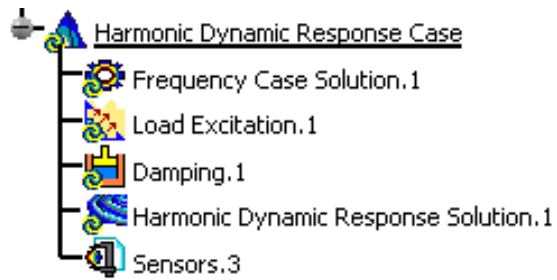 Harmonic Dynamic Response Case
Frequency Case Solution.1
Load Excitation.1
Damping.1
Harmonic Dynamic Response Solution.1
Sensors.3